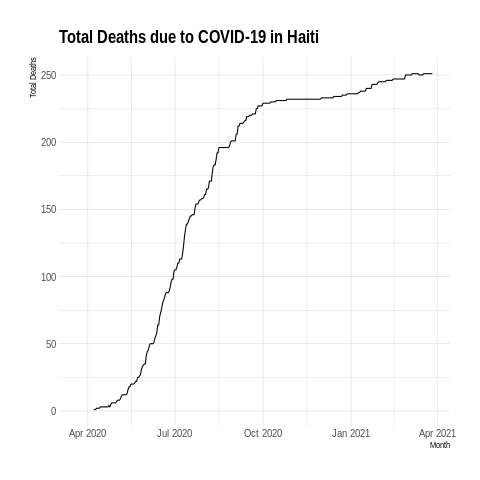 Total Deaths due to COVID-19 in Haiti
Total Deaths
250
200
150
100
50
0
Apr 2020 Jul 2020 Oct 2020 Jan 2021 Apr 2021
Month